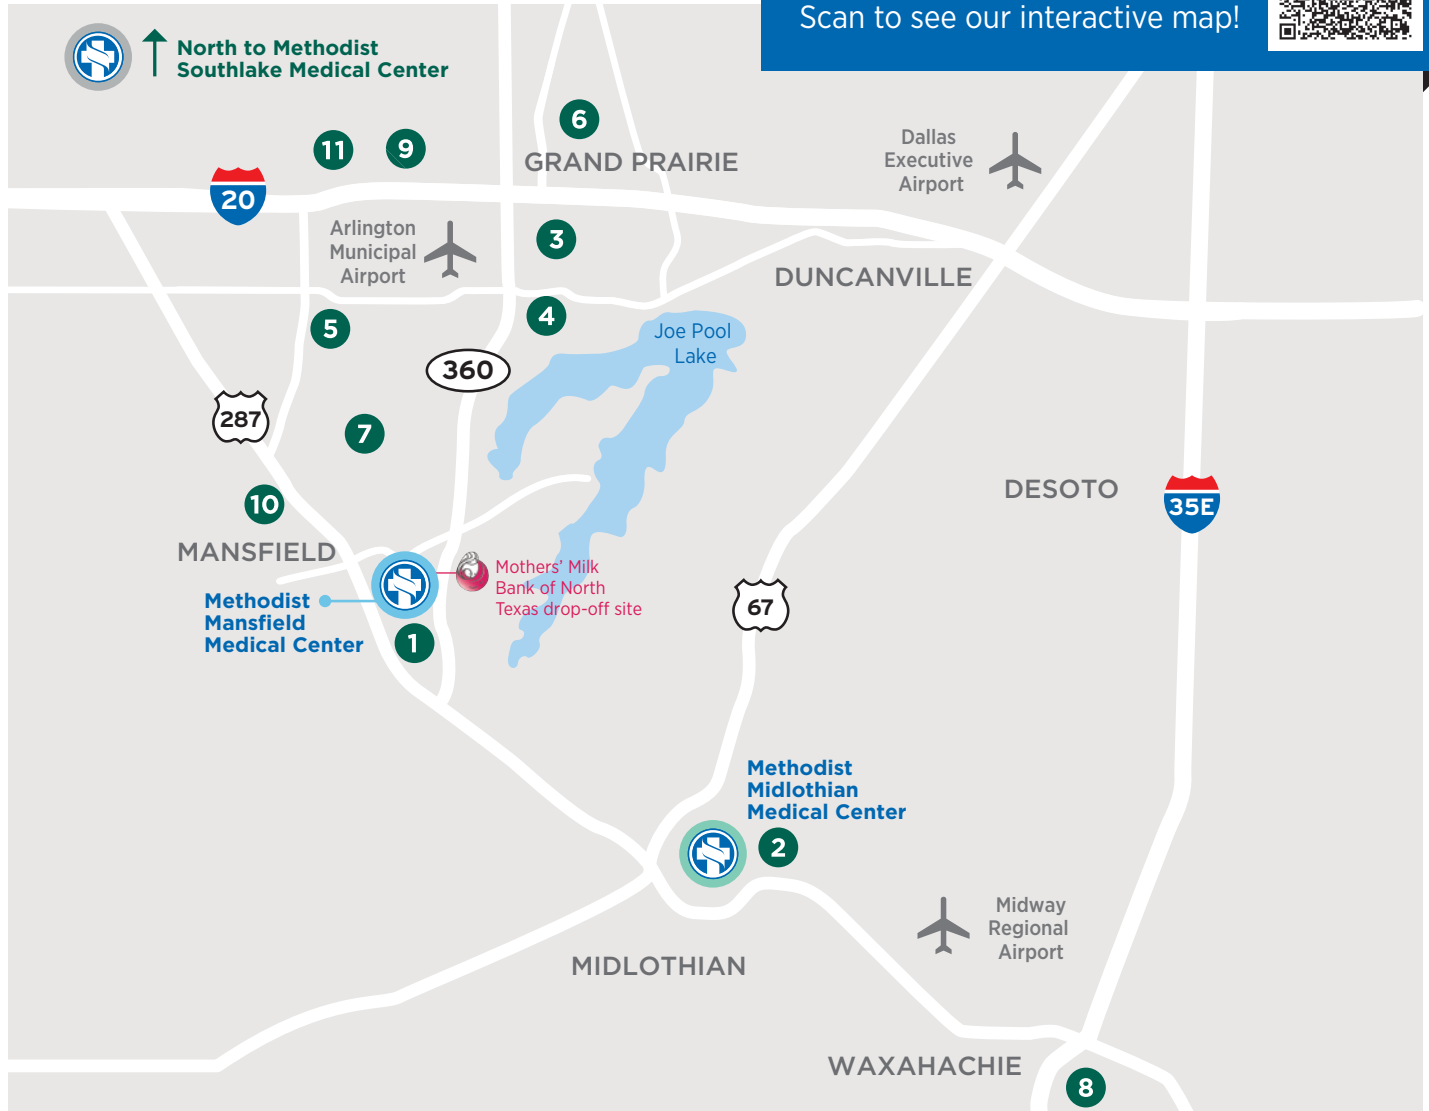 Scan to see our interactive map!
North to Methodist
Southlake Medical Center
6
11
9
GRAND PRAIRIE
Dallas
Executive
Airport
20
Arlington
Municipal
Airport
3
DUNCANVILLE
4
5
Joe Pool
Lake
360
287
7
DESOTO
10
35E
MANSFIELD
Mothers' Milk
Bank of North
Texas drop-off site
Methodist
Mansfield
Medical Center
1
67
Methodist
Midlothian
Medical Center
2
Midway
Regional
Airport
MIDLOTHIAN
WAXAHACHIE
8